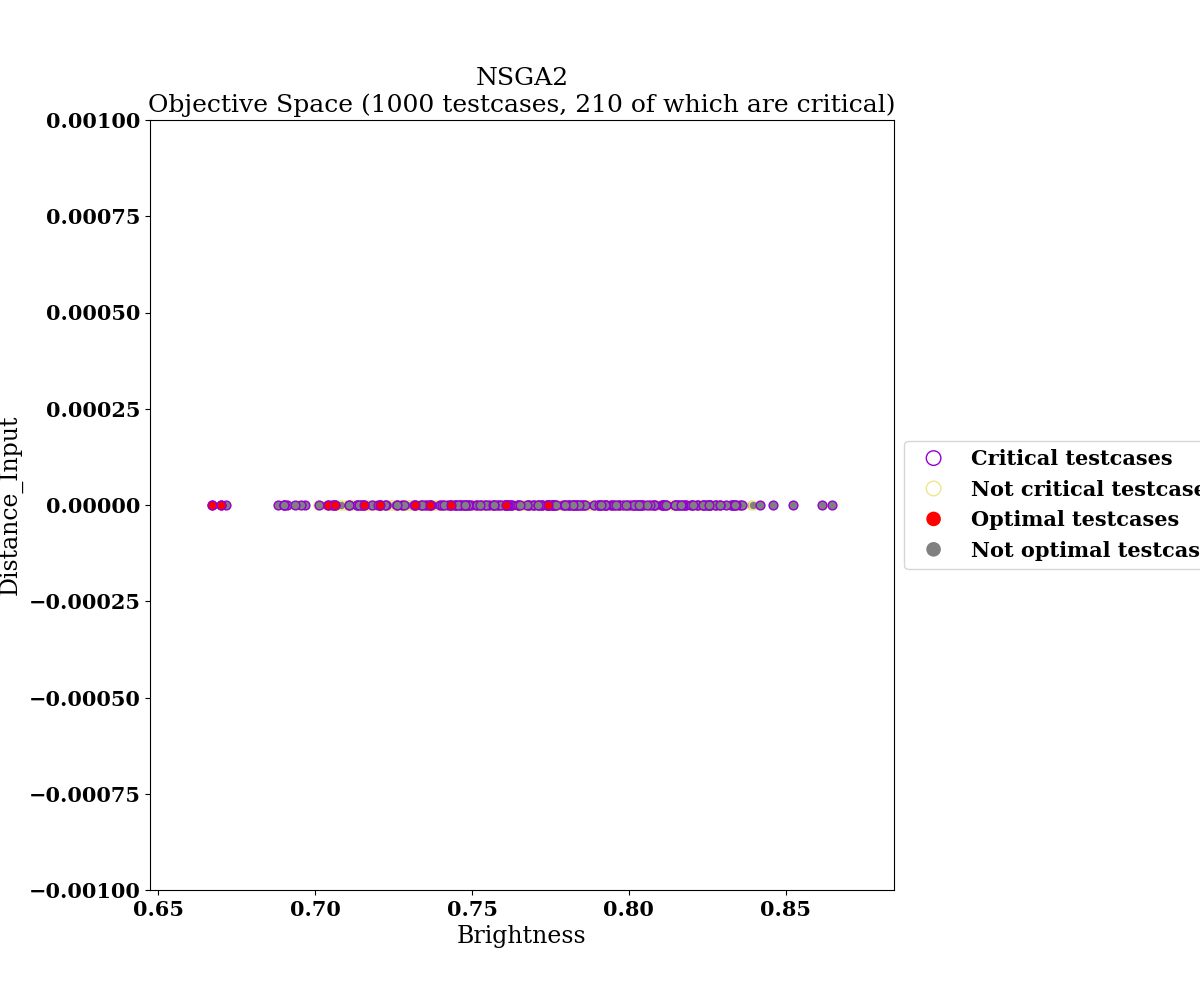 NSGA2
Objective Space (1000 testcases, 210 of which are critical)
0.00100
0.00075
0.00050
0.00025
0.00000
−0.00025
−0.00050
−0.00075
−0.00100
Distance_Input
0.65 0.70 0.75 0.80 0.85
Brightness
Critical testcases
Not critical testcase
Optimal testcases
Not optimal testcas